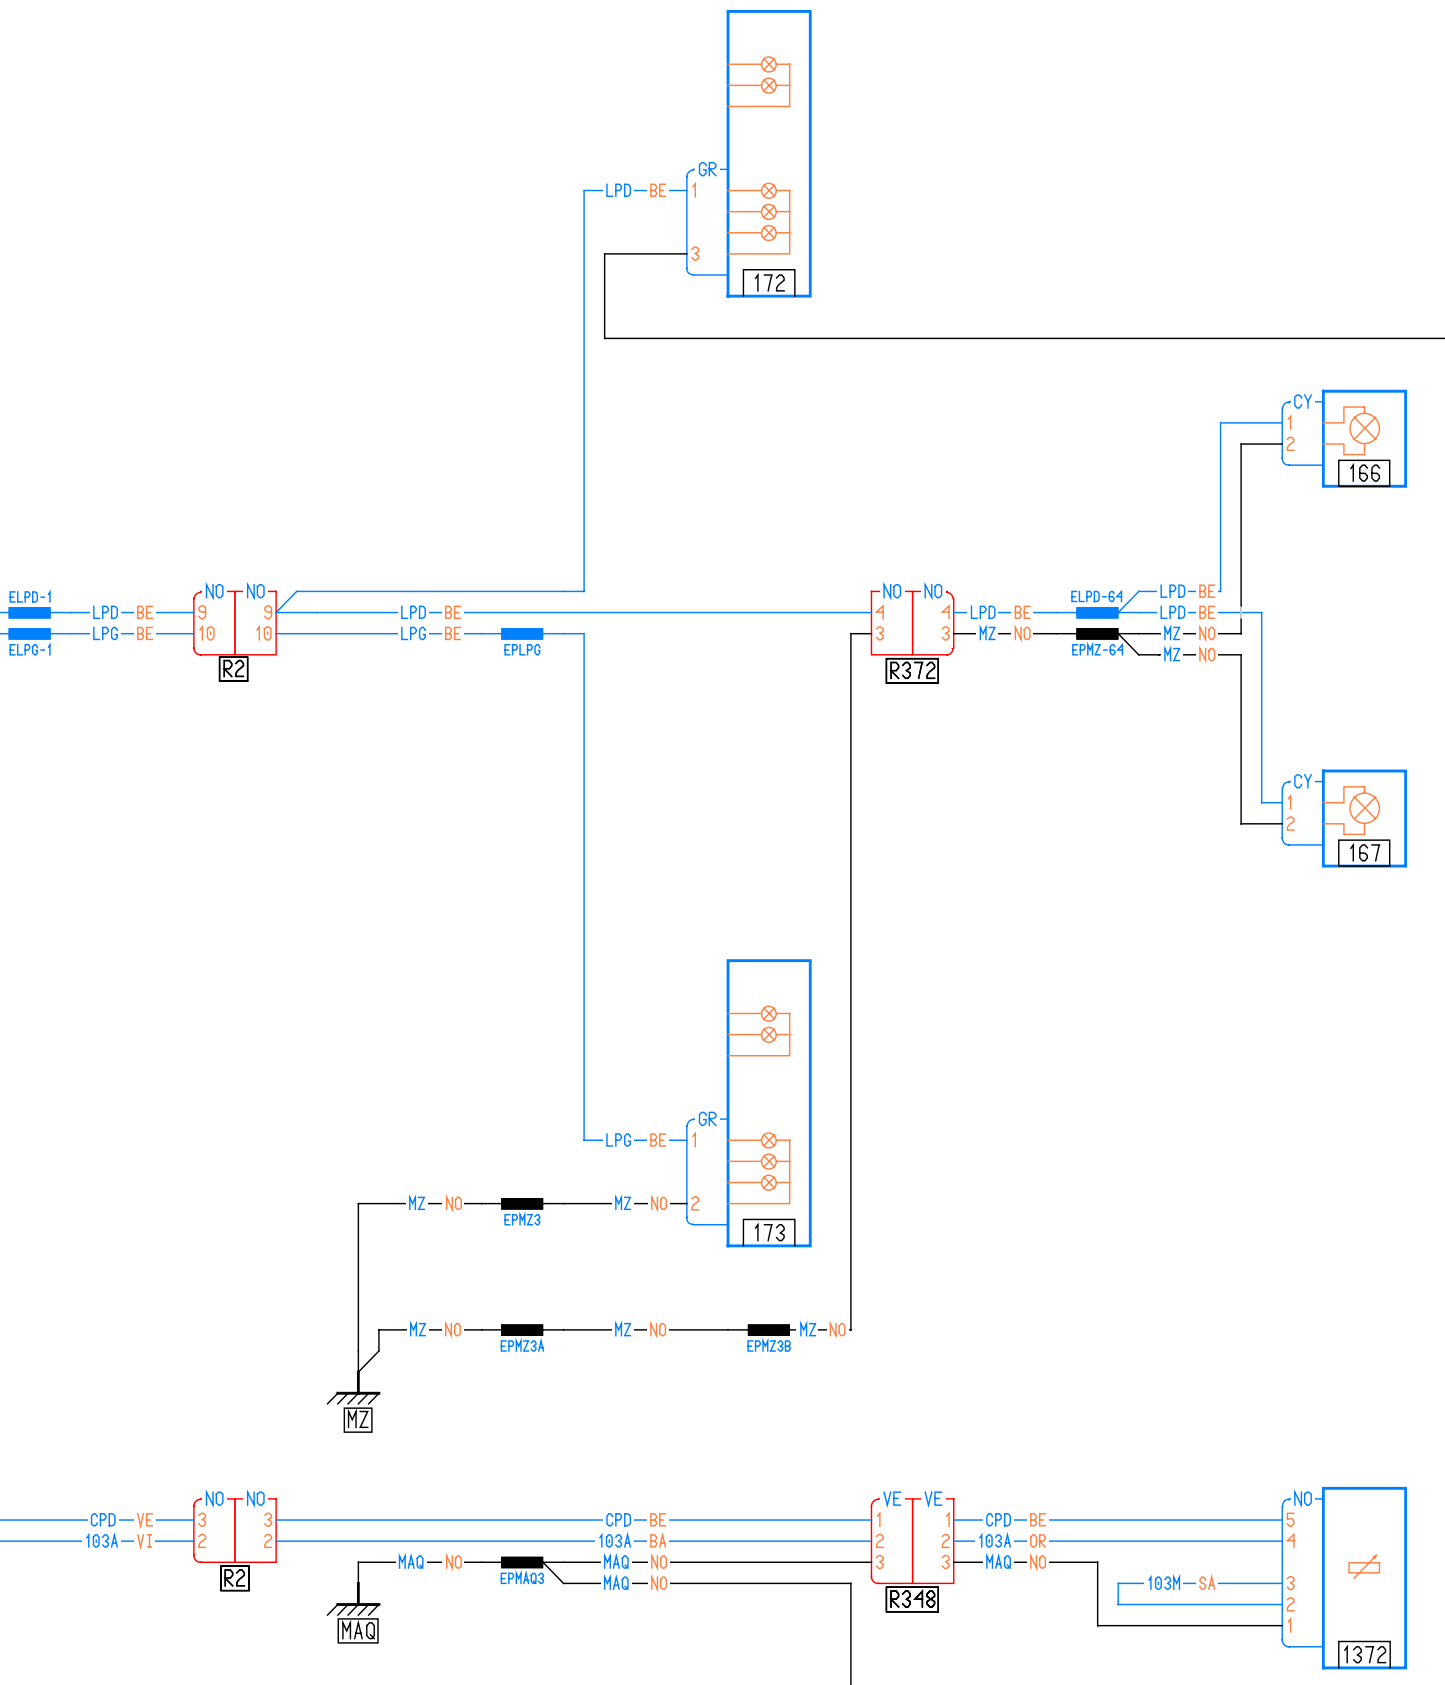 GR
LPD BE 1
3
172
CY
1
2
166
ELPD-1 NO NO NO NO ELPD-64 LPD BE
LPD BE 9 9 LPD BE 4 4 LPD BE LPD BE
LPG BE 10 10 LPG BE 3 3 MZ NO MZ NO
ELPG-1 EPLPG EPMZ-64 MZ NO
R2 R372
CY
1
2
167
GR
LPG BE 1
MZ NO MZ NO 2
EPMZ3
173
MZ NO MZ NO MZ NO
EPMZ3A EPMZ3B
MZ
NO NO VE VE NO
CPD VE 3 3 CPD BE 1 1 CPD BE 5
103A VI 2 2 103A BA 2 2 103A OR 4
MAQ NO MAQ NO 3 3 MAQ NO
R2 EPMAQ3 MAQ NO 103M SA 3
R348 2
MAQ 1
1372